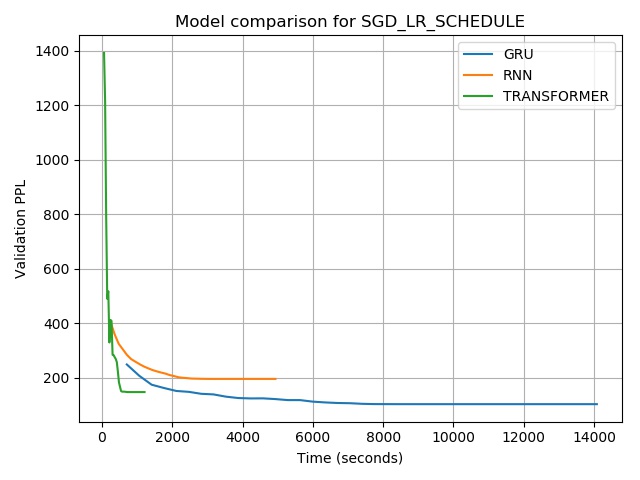 Model comparison for SGD_LR_SCHEDULE
GRU
RNN
TRANSFORMER
Validation PPL
1400
1200
1000
800
600
400
200
0
2000
4000
6000
8000
10000
12000
14000
Time (seconds)